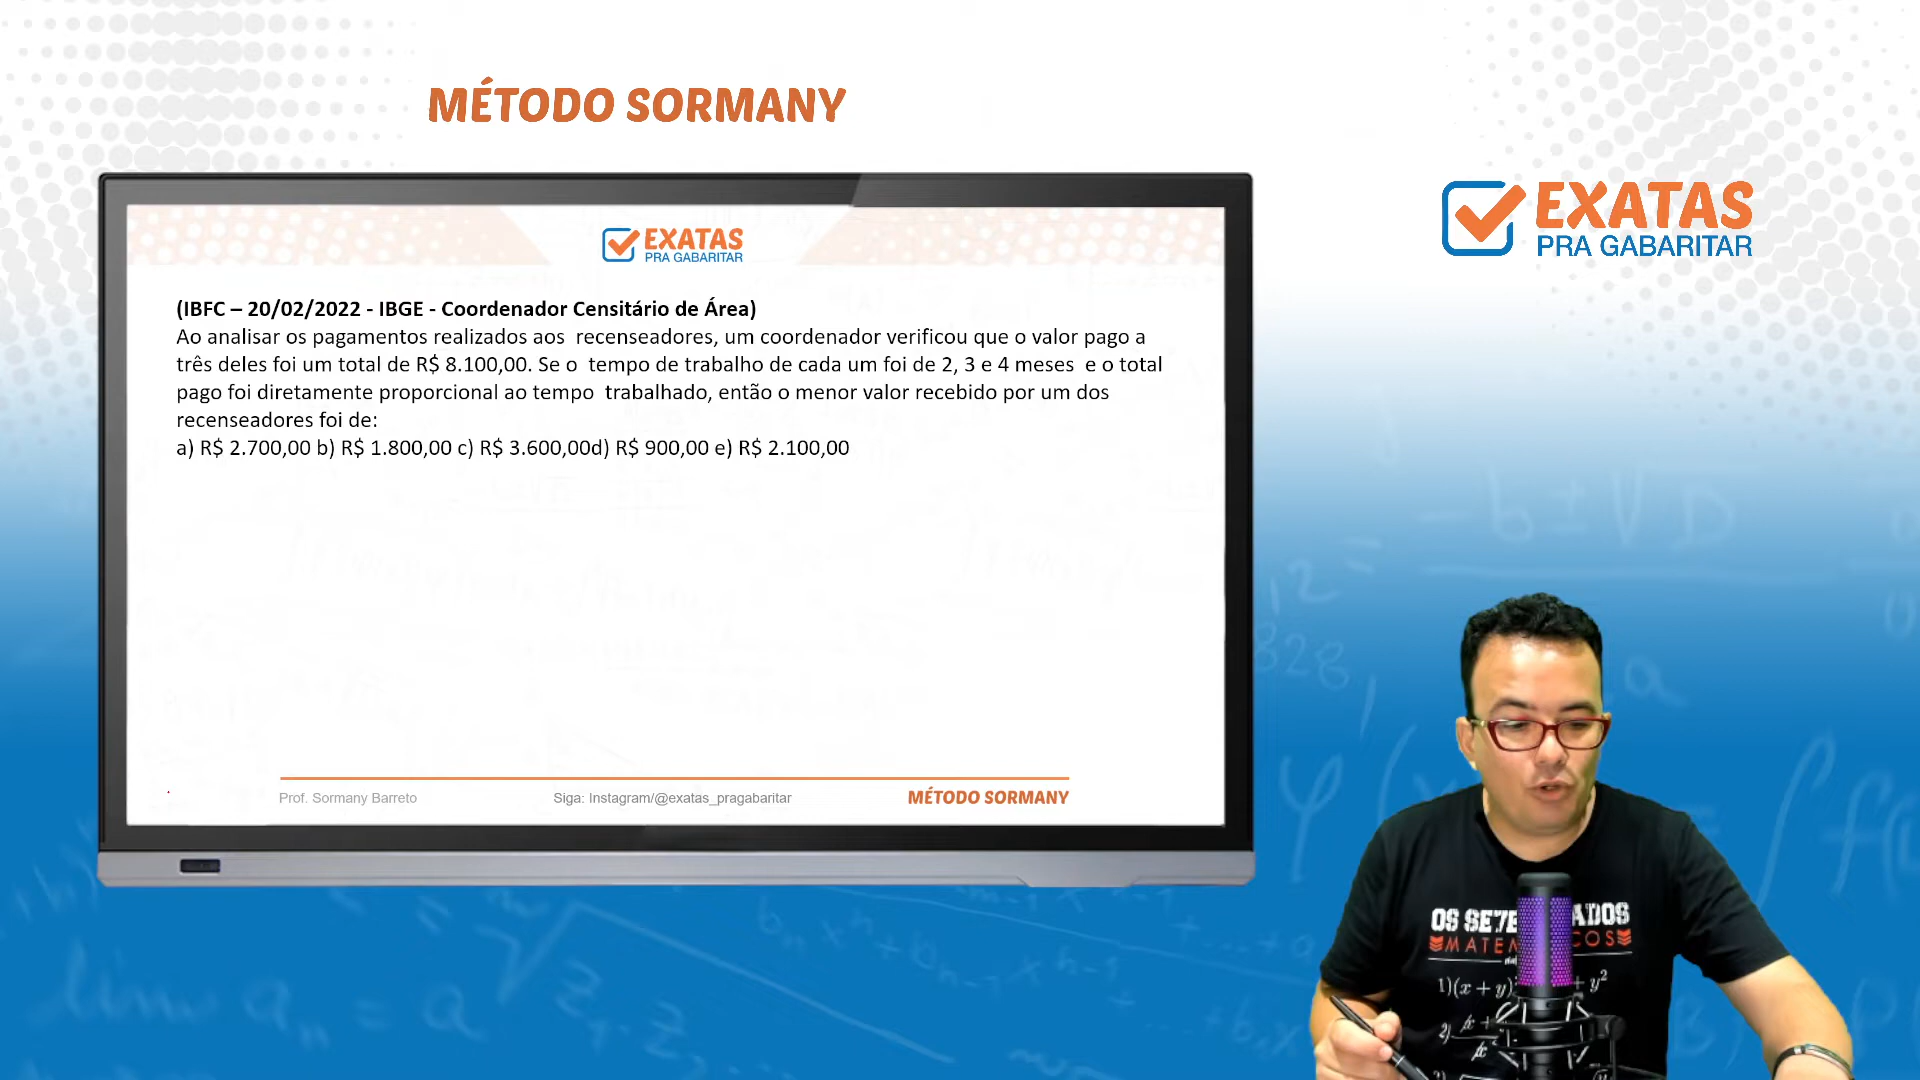 MÉTODO SORMANY
EXATAS
PRA GABARITAR
EXATAS
PRA GABARITAR
(IBFC – 20/02/2022 - IBGE - Coordenador Censitário de Área)
Ao analisar os pagamentos realizados aos  recenseadores, um coordenador verificou que o valor pago a
três deles foi um total de R$ 8.100,00. Se o  tempo de trabalho de cada um foi de 2, 3 e 4 meses  e o total
pago foi diretamente proporcional ao tempo  trabalhado, então o menor valor recebido por um dos
recenseadores foi de:
a) R$ 2.700,00 b) R$ 1.800,00 c) R$ 3.600,00d) R$ 900,00 e) R$ 2.100,00
Prof. Sormany Barreto
Siga: Instagram/@exatas_pragabaritar
MÉTODO SORMANY